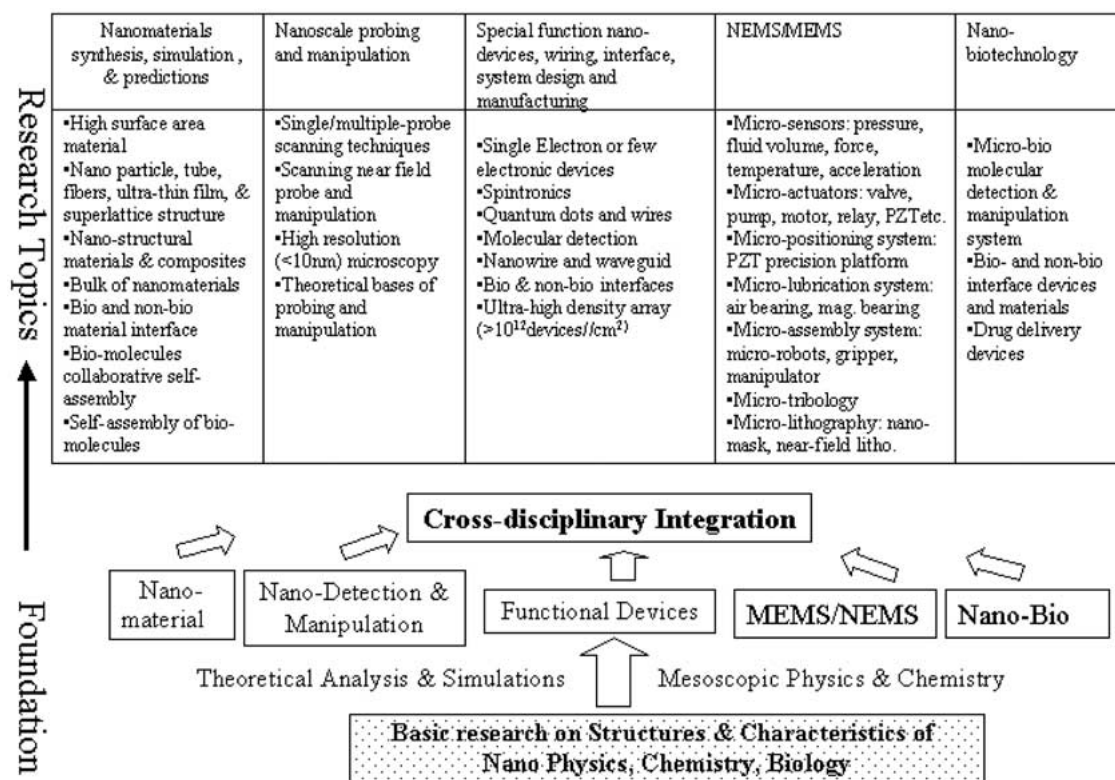 Research Topics
Foundation
Nanomaterials
synthesis, simulation ,
& predictions
Nanoscale probing
and manipulation
Special function nano-
devices, wiring, interface,
system design and
manufacturing
NEMS/MEMS
Nano-
biotechnology
▪High surface area
material
▪Nano particle, tube,
fibers, ultra-thin film, &
superlattice structure
▪Nano-structural
materials & composites
▪Bulk of nanomaterials
▪Bio and non-bio
material interface
▪Bio-molecules
collaborative self-
assembly
▪Self-assembly of bio-
molecules
▪Single/multiple-probe
scanning techniques
▪Scanning near field
probe and
manipulation
▪High resolution
(<10nm) microscopy
▪Theoretical bases of
probing and
manipulation
▪Single Electron or few
electronic devices
▪Spintronics
▪Quantum dots and wires
▪Molecular detection
▪Nanowire and waveguid
▪Bio & non-bio interfaces
▪Ultra-high density array
(>10¹²devices//cm²⁾
▪Micro-sensors: pressure,
fluid volume, force,
temperature, acceleration
▪Micro-actuators: valve,
pump, motor, relay, PZTetc.
▪Micro-positioning system:
PZT precision platform
▪Micro-lubrication system:
air bearing, mag. bearing
▪Micro-assembly system:
micro-robots, gripper,
manipulator
▪Micro-tribology
▪Micro-lithography: nano-
mask, near-field litho.
▪Micro-bio
molecular
detection &
manipulation
system
▪Bio- and non-bio
interface devices
and materials
▪Drug delivery
devices
Cross-disciplinary Integration
Nano-
material
Nano-Detection &
Manipulation
Functional Devices
MEMS/NEMS
Nano-Bio
Theoretical Analysis & Simulations
Mesoscopic Physics & Chemistry
Basic research on Structures & Characteristics of
Nano Physics, Chemistry, Biology